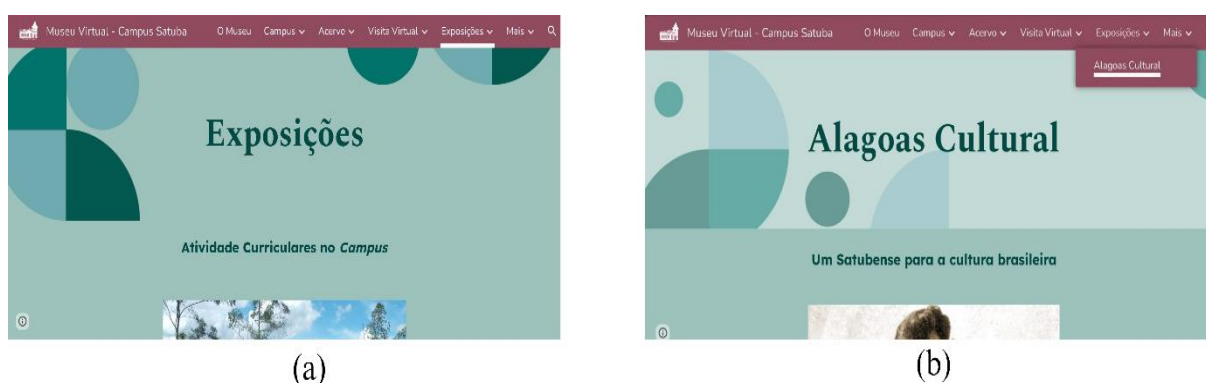 Museu Virtual - Campus Satuba O Museu Campus Acervo Visita Virtual Exposições Mais
Exposições
Atividade Curriculares no Campus
(a)
Museu Virtual - Campus Satuba O Museu Campus Acervo Visita Virtual Exposições Mais
Alagoas Cultural
Alagoas Cultural
Um Satubense para a cultura brasileira
(b)